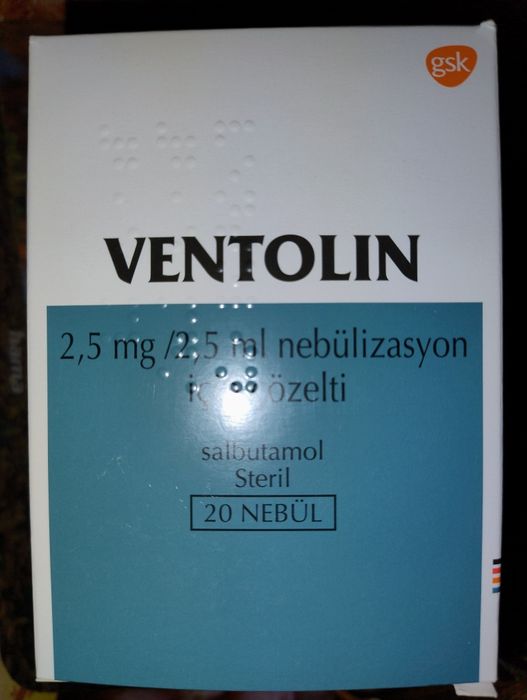 gsk
VENTOLIN
2,5 mg /2,5 ml nebülizasyon
özelti
salbutamol
Steril
20 NEBÜL